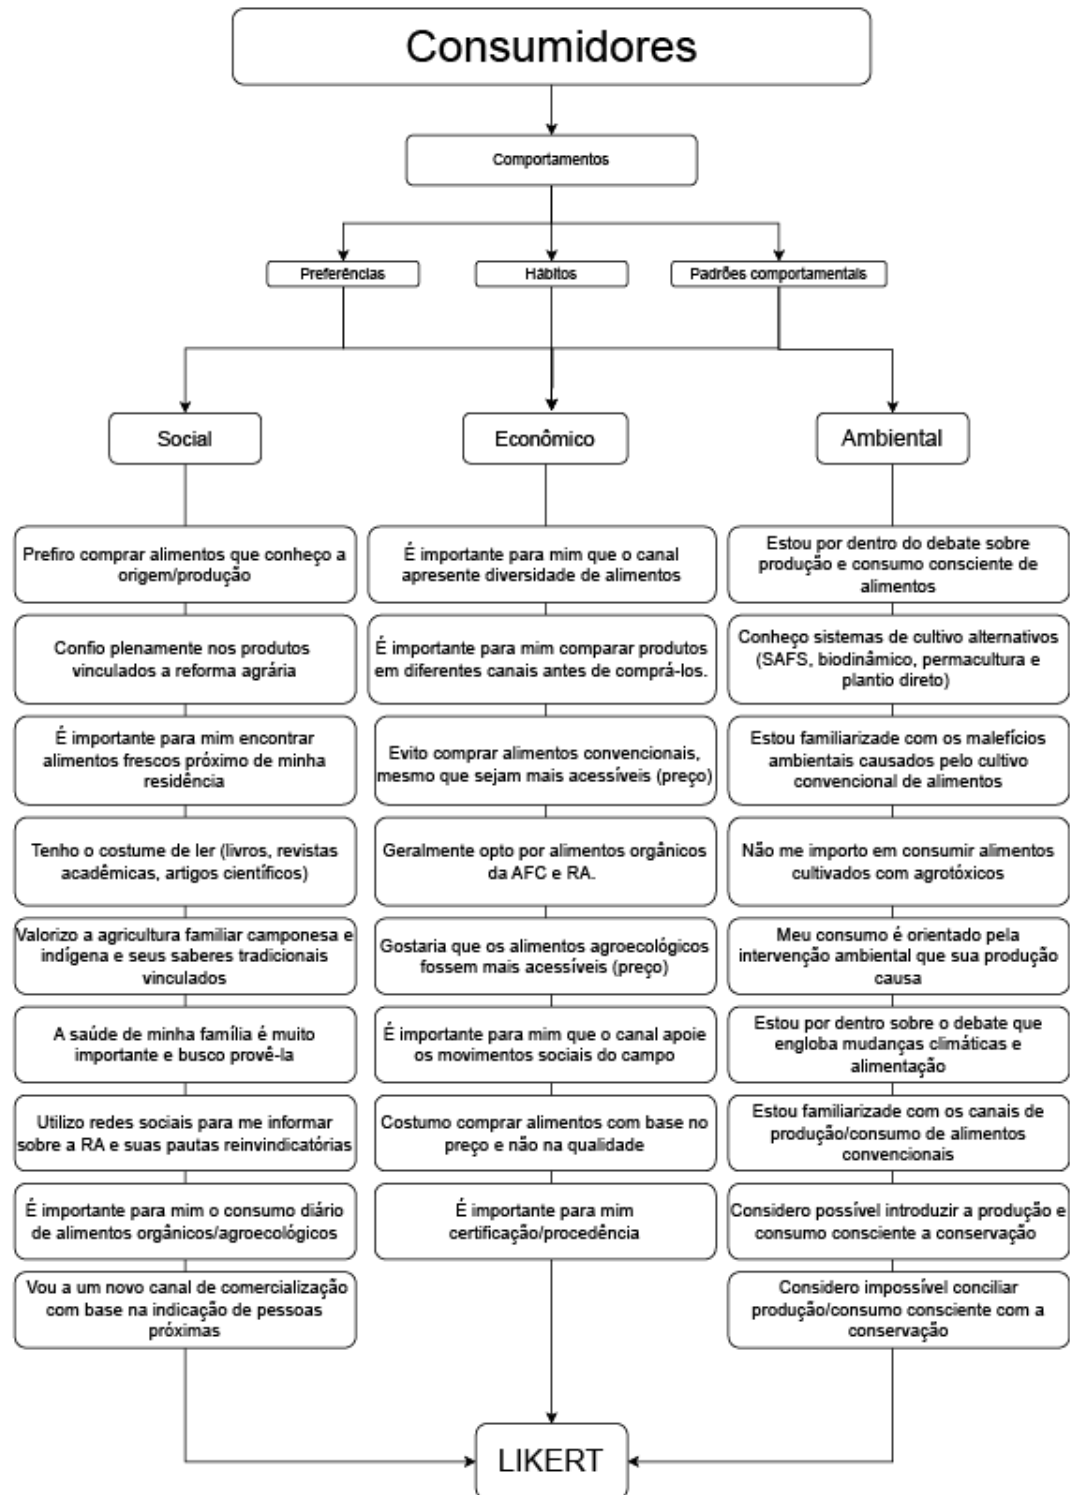 Consumidores
Comportamentos
Preferências
Hábitos
Padrões comportamentais
Social
Econômico
Ambiental
Prefiro comprar alimentos que conheço a
origem/produção
Confio plenamente nos produtos
vinculados a reforma agrária
É importante para mim encontrar
alimentos frescos próximo de minha
residência
Tenho o costume de ler (livros, revistas
acadêmicas, artigos científicos)
Valorizo a agricultura familiar camponesa e
indígena e seus saberes tradicionais
vinculados
A saúde de minha família é muito
importante e busco provê-la
Utilizo redes sociais para me informar
sobre a RA e suas pautas reinvindicatórias
É importante para mim o consumo diário
de alimentos orgânicos/agroecológicos
Vou a um novo canal de comercialização
com base na indicação de pessoas
próximas
É importante para mim que o canal
apresente diversidade de alimentos
É importante para mim comparar produtos
em diferentes canais antes de comprá-los.
Evito comprar alimentos convencionais,
mesmo que sejam mais acessíveis (preço)
Geralmente opto por alimentos orgânicos
da AFC e RA.
Gostaria que os alimentos agroecológicos
fossem mais acessíveis (preço)
É importante para mim que o canal apoie
os movimentos sociais do campo
Costumo comprar alimentos com base no
preço e não na qualidade
É importante para mim
certificação/procedência
Estou por dentro do debate sobre
produção e consumo consciente de
alimentos
Conheço sistemas de cultivo alternativos
(SAFS, biodinâmico, permacultura e
plantio direto)
Estou familiarizade com os malefícios
ambientais causados pelo cultivo
convencional de alimentos
Não me importo em consumir alimentos
cultivados com agrotóxicos
Meu consumo é orientado pela
intervenção ambiental que sua produção
causa
Estou por dentro sobre o debate que
engloba mudanças climáticas e
alimentação
Estou familiarizade com os canais de
produção/consumo de alimentos
convencionais
Considero possível introduzir a produção e
consumo consciente a conservação
Considero impossível conciliar
produção/consumo consciente com a
conservação
LIKERT